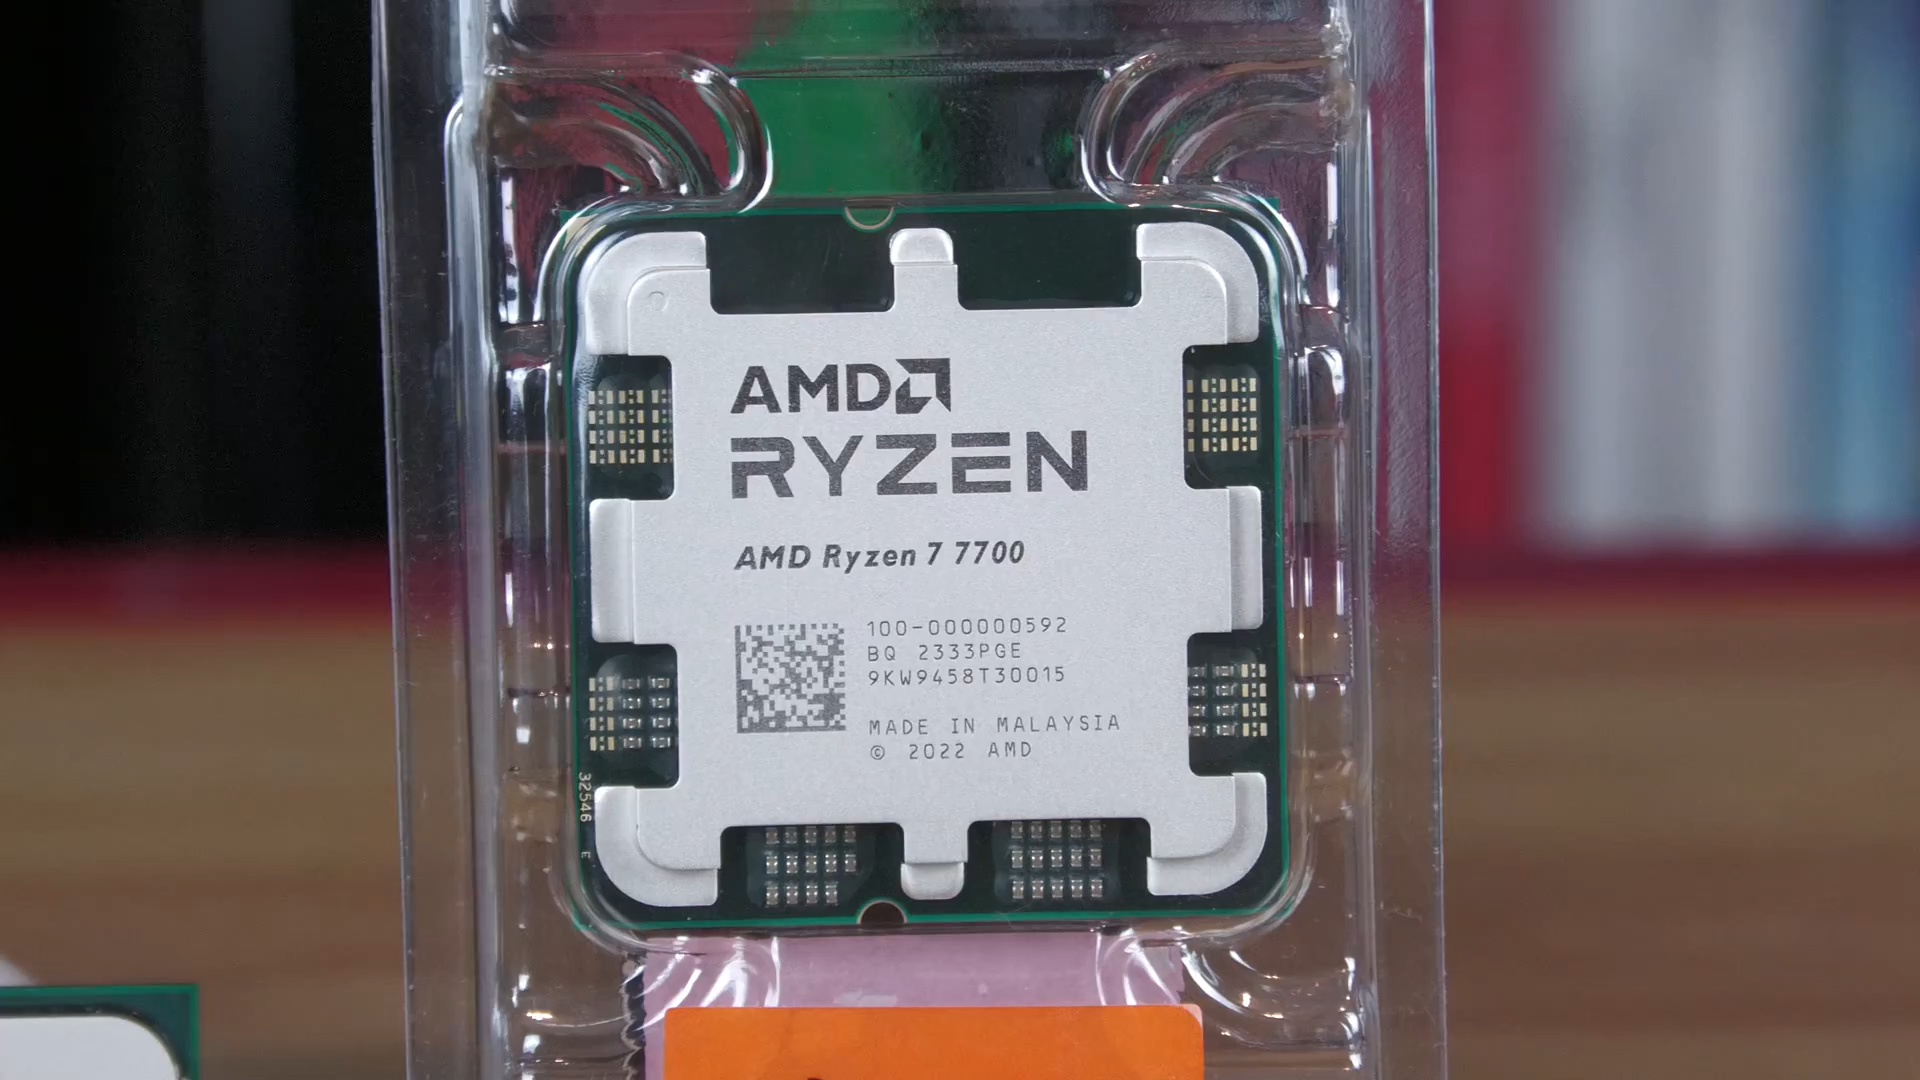 AMD
RYZEN
AMD Ryzen 7 7700
100-000000592
BQ 2333PGE
9KW9458T30015
MADE IN MALAYSIA
© 2022 AMD
32546 E